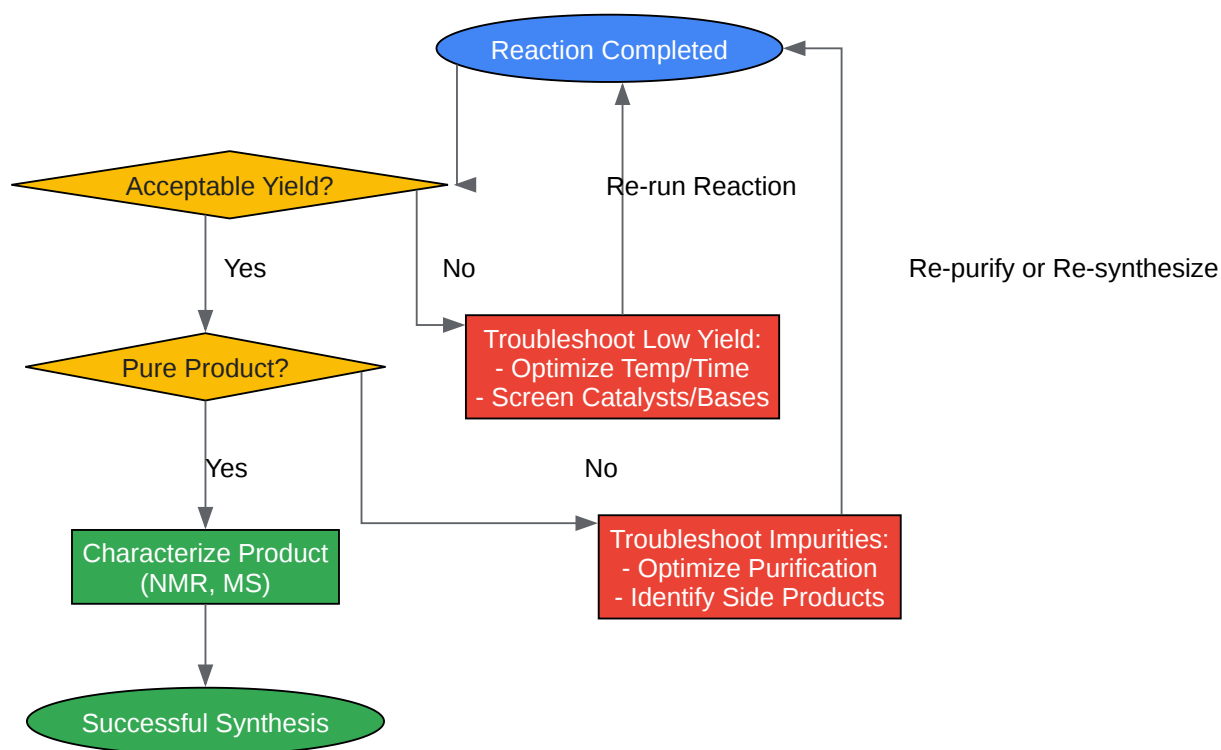 Reaction Completed
Acceptable Yield?
Re-run Reaction
Yes
No
Re-purify or Re-synthesize
Troubleshoot Low Yield:
- Optimize Temp/Time
- Screen Catalysts/Bases
Pure Product?
Yes
No
Troubleshoot Impurities:
- Optimize Purification
- Identify Side Products
Characterize Product
(NMR, MS)
Successful Synthesis